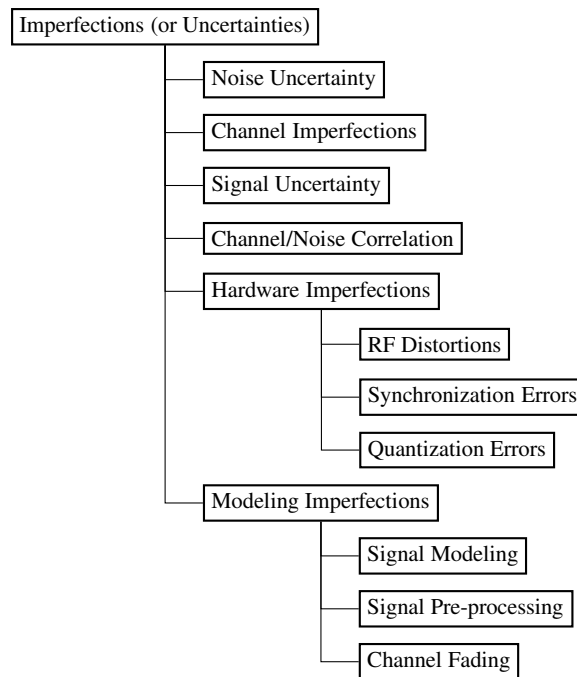 Imperfections (or Uncertainties)
Noise Uncertainty
Channel Imperfections
Signal Uncertainty
Channel/Noise Correlation
Hardware Imperfections
RF Distortions
Synchronization Errors
Quantization Errors
Modeling Imperfections
Signal Modeling
Signal Pre-processing
Channel Fading